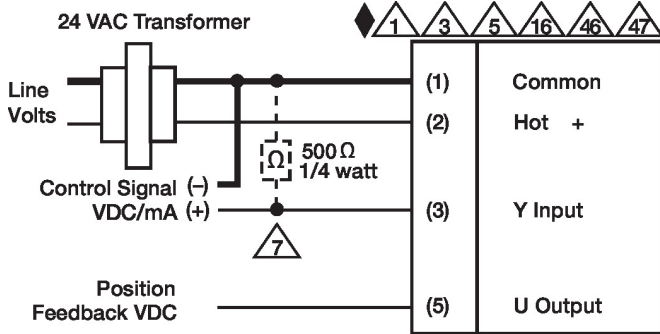 24 VAC Transformer
1 3 5 16 46 47
Line
Volts
(1) Common
(2) Hot +
Ω 500 Ω
1/4 watt
Control Signal (–)
VDC/mA (+)
(3) Y Input
7
Position
Feedback VDC
(5) U Output